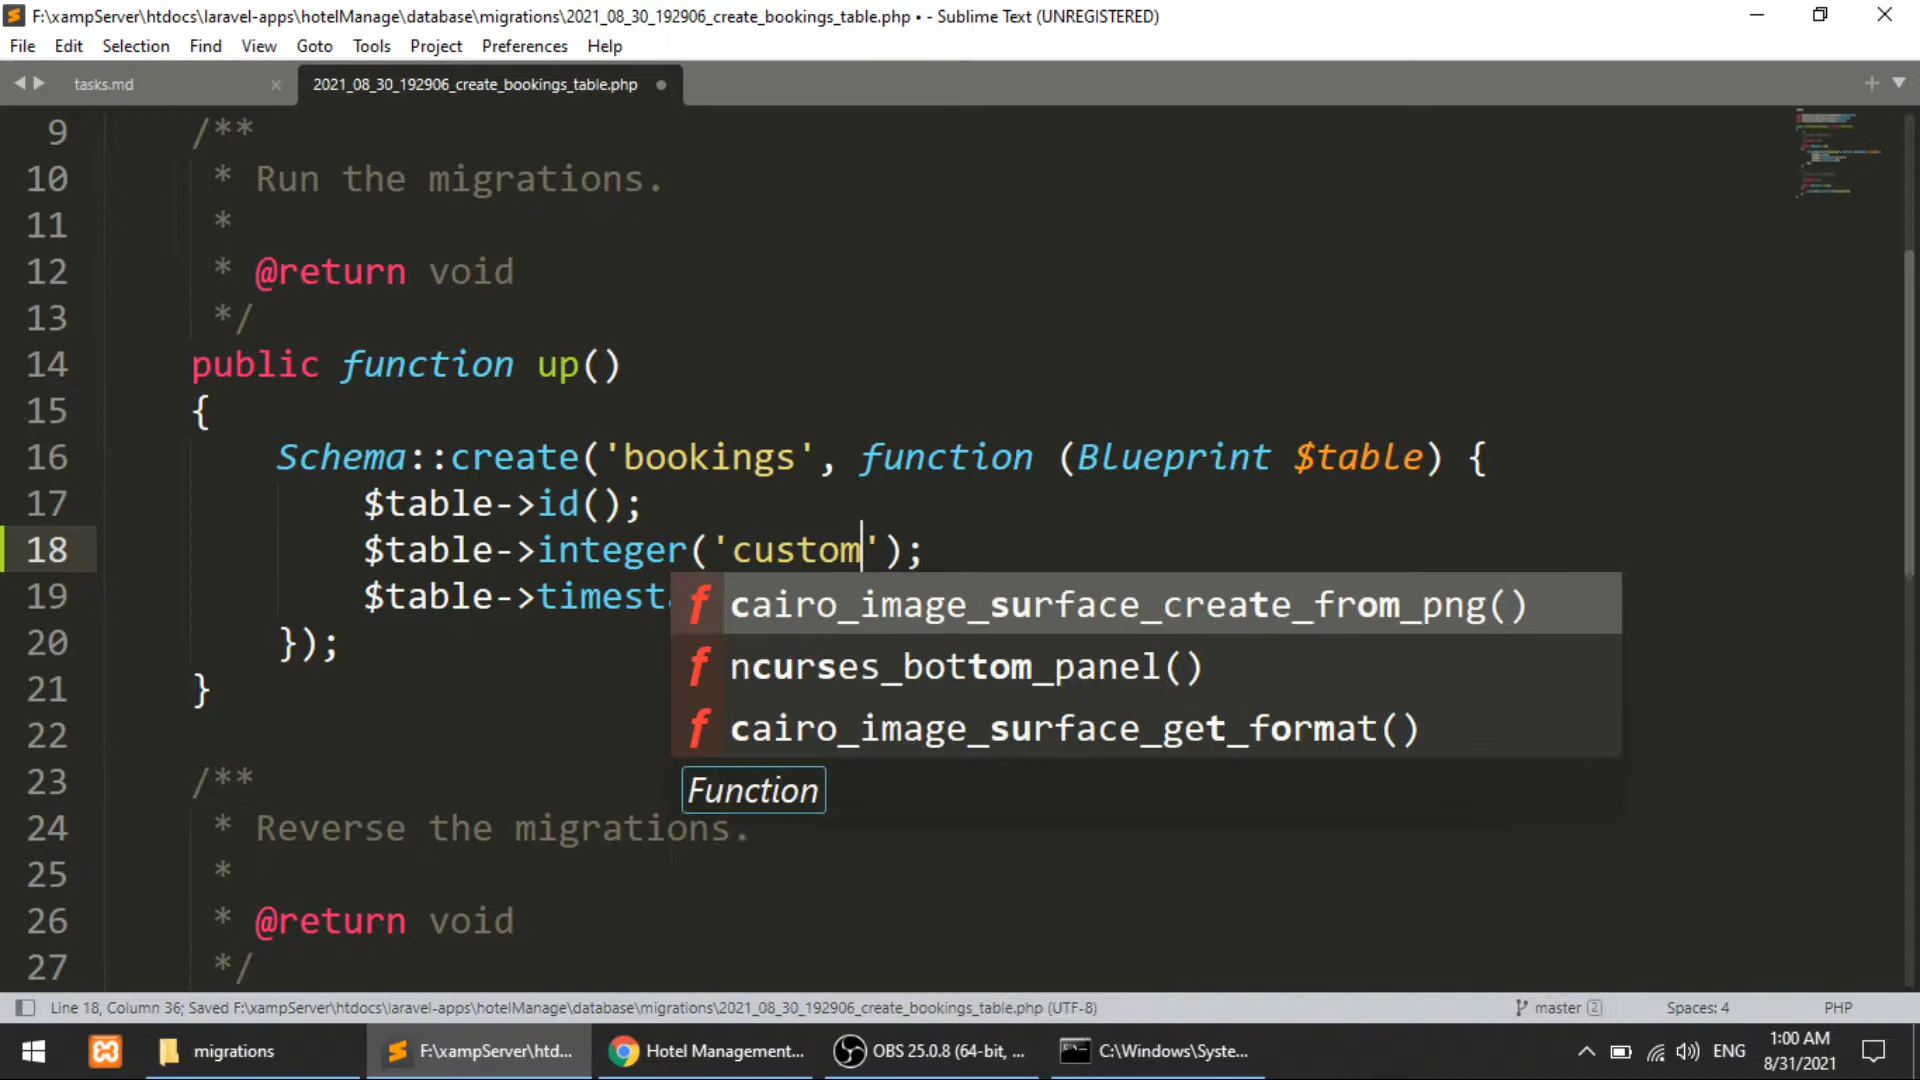 F:\xampServer\htdocs\laravel-apps\hotelManage\database\migrations\2021_08_30_192906_create_bookings_table.php • - Sublime Text (UNREGISTERED)
File Edit Selection Find View Goto Tools Project Preferences Help
tasks.md × 2021_08_30_192906_create_bookings_table.php
9 /**
10 * Run the migrations.
11 *
12 * @return void
13 */
14 public function up()
15 {
16 Schema::create('bookings', function (Blueprint $table) {
17 $table->id();
18 $table->integer('custom');
19 $table->timesta
f cairo_image_surface_create_from_png()
20 });
f ncurses_bottom_panel()
21 }
22
f cairo_image_surface_get_format()
23 /**
Function
24 * Reverse the migrations.
25 *
26 * @return void
27 */
Line 18, Column 36; Saved F:\xampServer\htdocs\laravel-apps\hotelManage\database\migrations\2021_08_30_192906_create_bookings_table.php (UTF-8) master 2 Spaces: 4 PHP
migrations F:\xampServer\htd... Hotel Management... OBS 25.0.8 (64-bit, ... C:\Windows\Syste... ENG 1:00 AM
8/31/2021